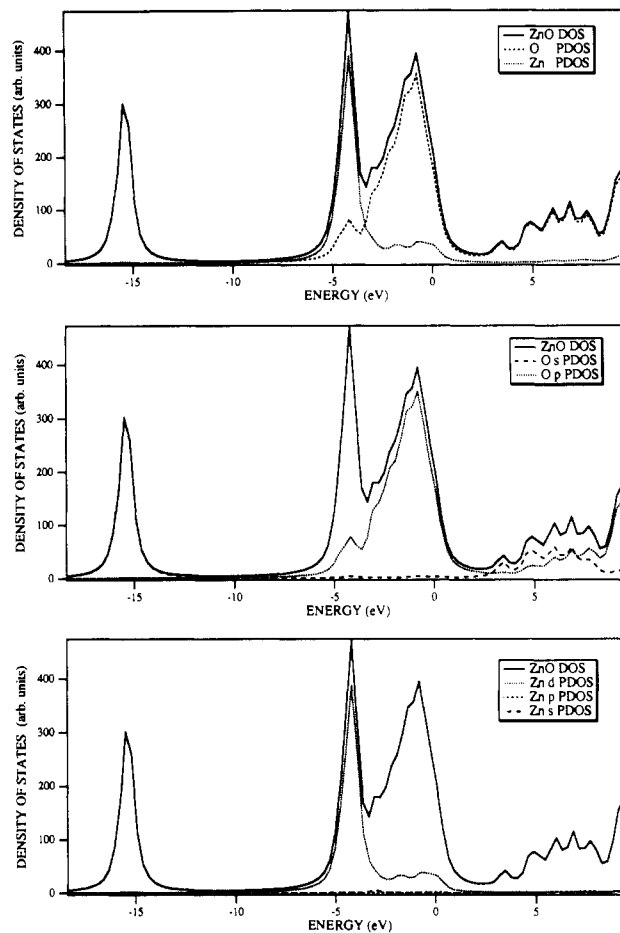 ZnO DOS
O PDOS
Zn PDOS
DENSITY OF STATES (arb. units)
400
300
200
100
0
-15
-10
-5
0
5
ENERGY (eV)
ZnO DOS
O s PDOS
O p PDOS
DENSITY OF STATES (arb. units)
400
300
200
100
0
-15
-10
-5
0
5
ENERGY (eV)
ZnO DOS
Zn d PDOS
Zn p PDOS
Zn s PDOS
DENSITY OF STATES (arb. units)
400
300
200
100
0
-15
-10
-5
0
5
ENERGY (eV)